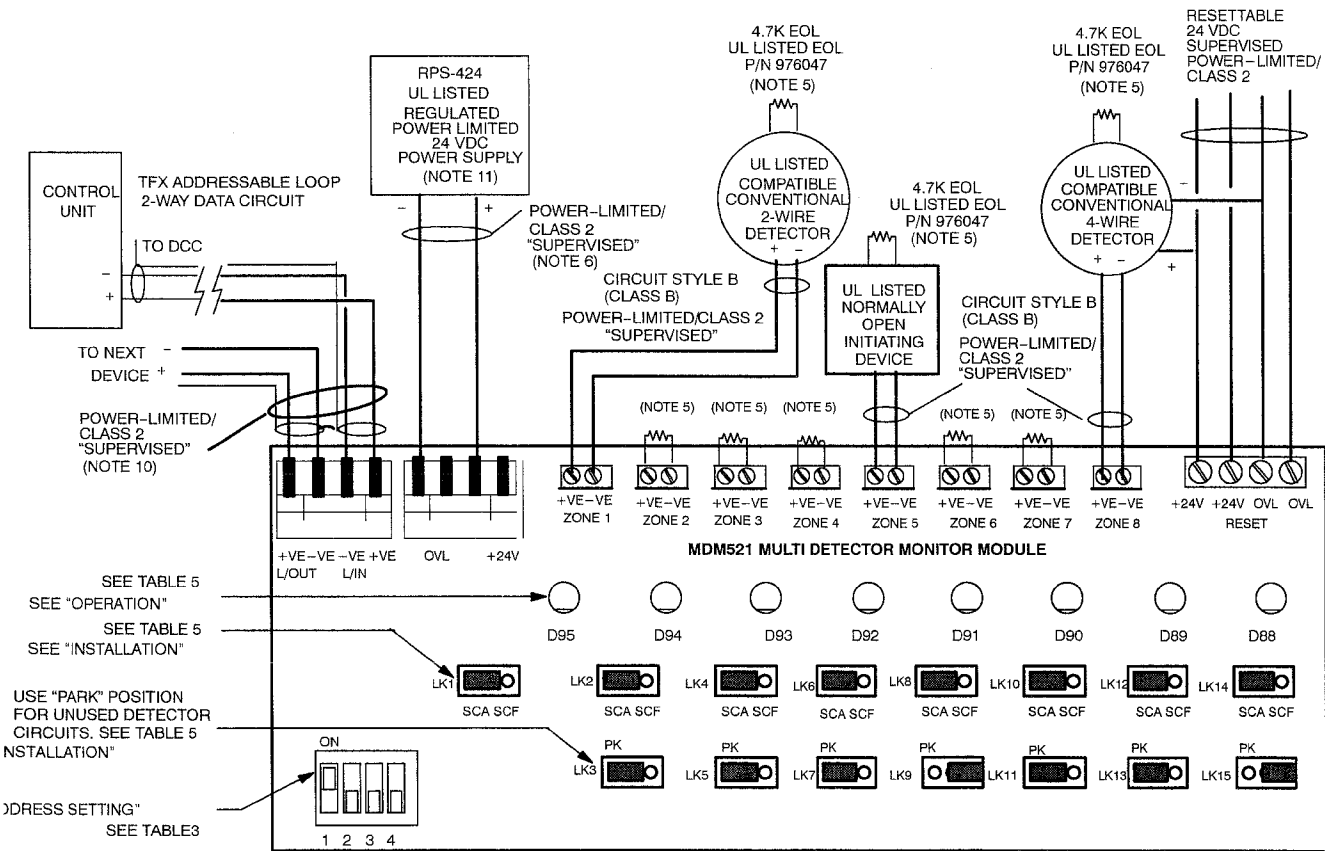 4.7K EOL
UL LISTED EOL
P/N 976047
(NOTE 5)
4.7K EOL
UL LISTED EOL
P/N 976047
(NOTE 5)
RESETTABLE
24 VDC
SUPERVISED
POWER-LIMITED/
CLASS 2
RPS-424
UL LISTED
REGULATED
POWER LIMITED
24 VDC
POWER SUPPLY
(NOTE 11)
- +
CONTROL
UNIT
TFX ADDRESSABLE LOOP
2-WAY DATA CIRCUIT
TO DCC
-
+
POWER-LIMITED/
CLASS 2
"SUPERVISED"
(NOTE 6)
UL LISTED
COMPATIBLE
CONVENTIONAL
2-WIRE
DETECTOR
+ -
4.7K EOL
UL LISTED EOL
P/N 976047
(NOTE 5)
UL LISTED
COMPATIBLE
CONVENTIONAL
4-WIRE
DETECTOR
+ -
-
+
CIRCUIT STYLE B
(CLASS B)
POWER-LIMITED/CLASS 2
"SUPERVISED"
UL LISTED
NORMALLY
OPEN
INITIATING
DEVICE
CIRCUIT STYLE B
(CLASS B)
POWER-LIMITED/
CLASS 2
"SUPERVISED"
TO NEXT -
DEVICE +
POWER-LIMITED/
CLASS 2
"SUPERVISED"
(NOTE 10)
(NOTE 5) (NOTE 5) (NOTE 5) (NOTE 5) (NOTE 5)
+VE-VE +VE-VE +VE-VE +VE-VE +VE-VE +VE-VE +VE-VE +VE-VE +24V +24V OVL OVL
ZONE 1 ZONE 2 ZONE 3 ZONE 4 ZONE 5 ZONE 6 ZONE 7 ZONE 8 RESET
+VE-VE -VE +VE OVL +24V
L/OUT L/IN
MDM521 MULTI DETECTOR MONITOR MODULE
SEE TABLE 5
SEE "OPERATION"
D95 D94 D93 D92 D91 D90 D89 D88
SEE TABLE 5
SEE "INSTALLATION"
LK1 LK2 LK4 LK6 LK8 LK10 LK12 LK14
SCA SCF SCA SCF SCA SCF SCA SCF SCA SCF SCA SCF SCA SCF SCA SCF
USE "PARK" POSITION
FOR UNUSED DETECTOR
CIRCUITS. SEE TABLE 5
NSTALLATION"
PK PK PK PK PK PK PK
LK3 LK5 LK7 LK9 LK11 LK13 LK15
ON
DDRESS SETTING"
SEE TABLE3
1 2 3 4